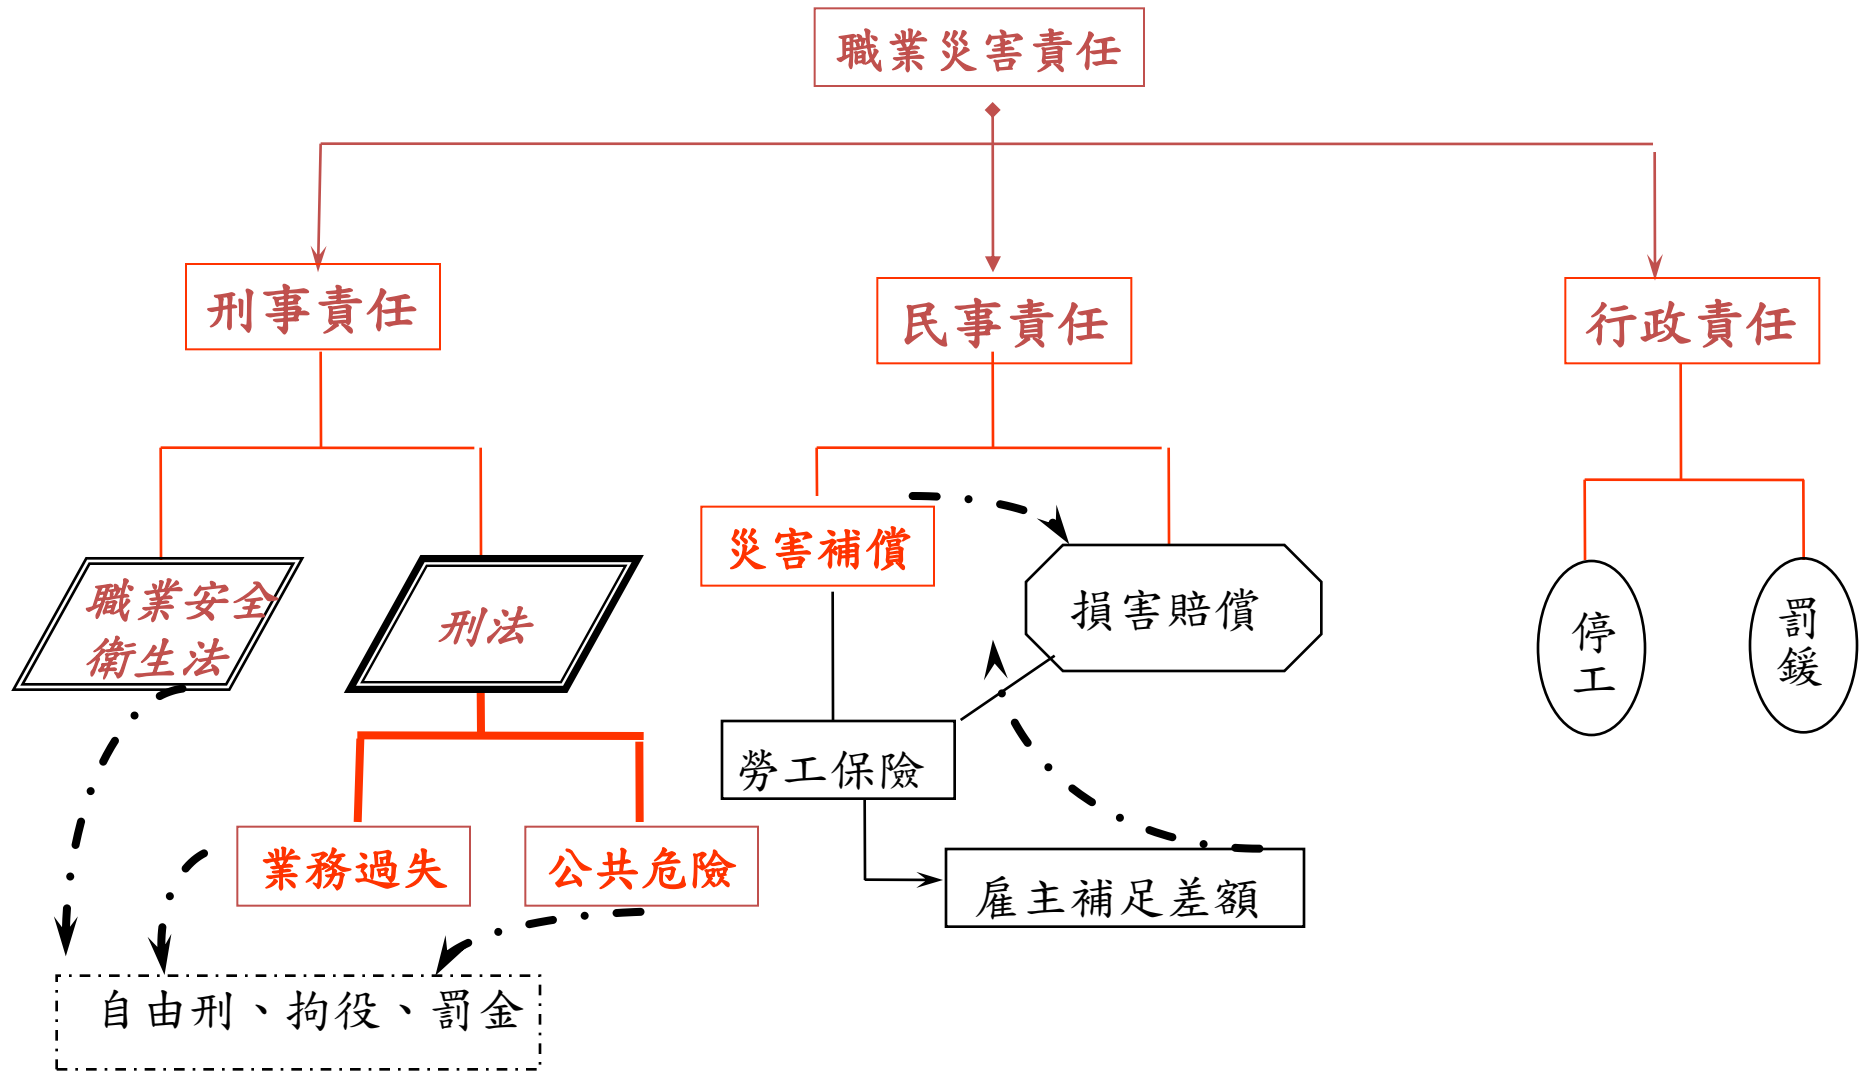 職業災害責任
刑事責任
民事責任
行政責任
職業安全
衛生法
刑法
災害補償
損害賠償
停
工
罰
鍰
勞工保險
業務過失
公共危險
雇主補足差額
自由刑、拘役、罰金